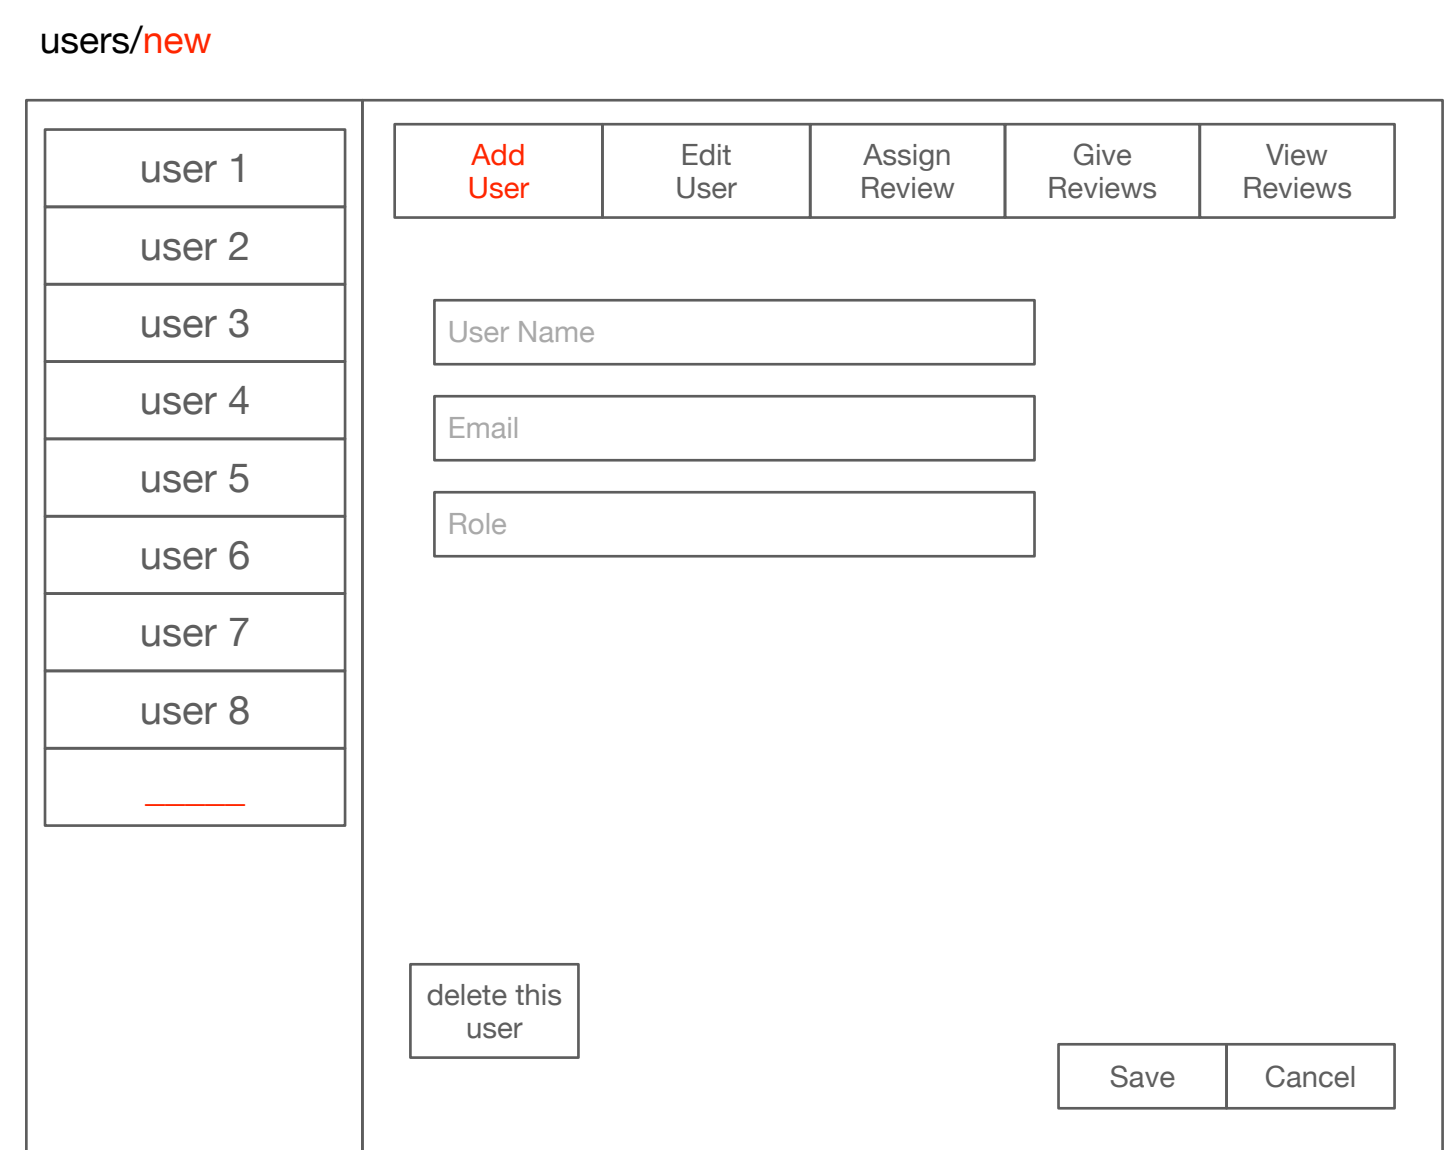 users/new
user 1
user 2
user 3
user 4
user 5
user 6
user 7
user 8
_____
Add
User
Edit
User
Assign
Review
Give
Reviews
View
Reviews
User Name
Email
Role
delete this
user
Save
Cancel